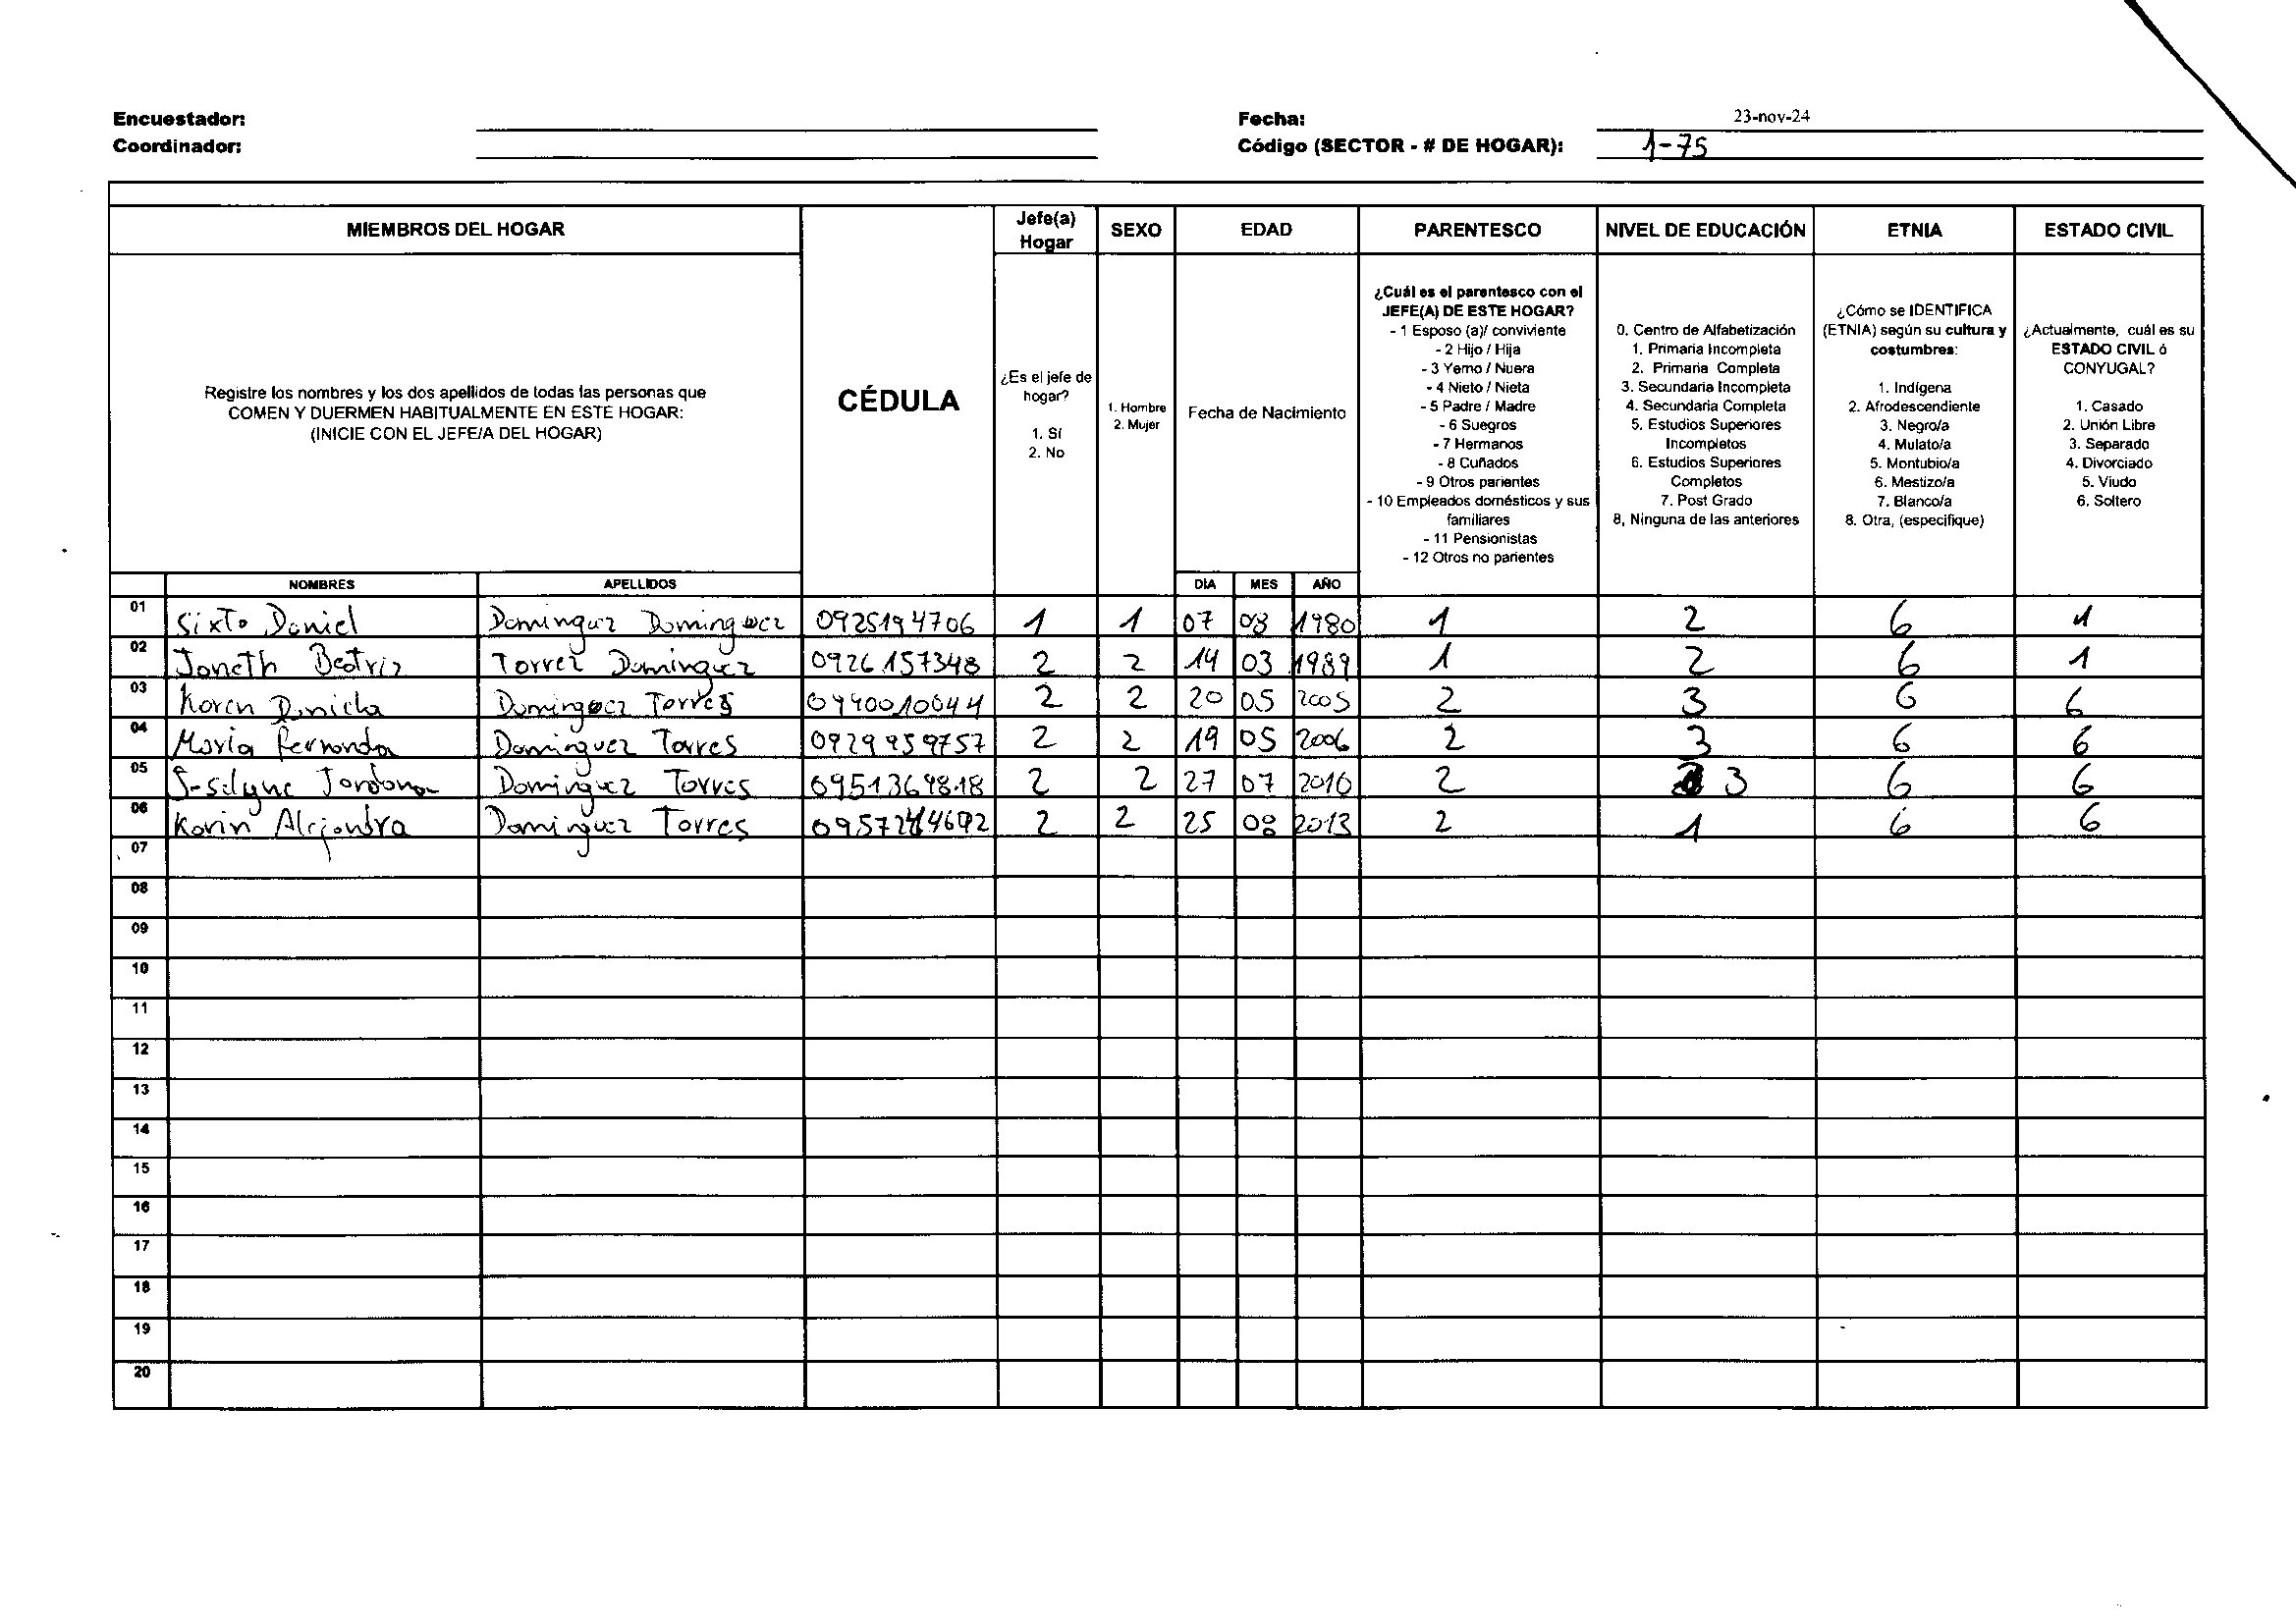 Encuestador:
Coordinador:
Fecha: 23-nov-24
Código (SECTOR - # DE HOGAR): 1-75
MIEMBROS DEL HOGAR
Registre los nombres y los dos apellidos de todas las personas que
COMEN Y DUERMEN HABITUALMENTE EN ESTE HOGAR:
(INICIE CON EL JEFE/A DEL HOGAR)
CÉDULA
Jefe(a)
Hogar
¿Es el jefe de
hogar?
1. Sí
2. No
SEXO
1. Hombre
2. Mujer
EDAD
Fecha de Nacimiento
PARENTESCO
¿Cuál es el parentesco con el
JEFE(A) DE ESTE HOGAR?
- 1 Esposo (a)/ conviviente
- 2 Hijo / Hija
- 3 Yerno / Nuera
- 4 Nieto / Nieta
- 5 Padre / Madre
- 6 Suegros
- 7 Hermanos
- 8 Cuñados
- 9 Otros parientes
- 10 Empleados domésticos y sus
familiares
- 11 Pensionistas
- 12 Otros no parientes
NIVEL DE EDUCACIÓN
0. Centro de Alfabetización
1. Primaria Incompleta
2. Primaria Completa
3. Secundaria Incompleta
4. Secundaria Completa
5. Estudios Superiores
Incompletos
6. Estudios Superiores
Completos
7. Post Grado
8, Ninguna de las anteriores
ETNIA
¿Cómo se IDENTIFICA
(ETNIA) según su cultura y
costumbres:
1. Indígena
2. Afrodescendiente
3. Negro/a
4. Mulato/a
5. Montubio/a
6. Mestizo/a
7. Blanco/a
8. Otra, (especifique)
ESTADO CIVIL
¿Actualmente, cuál es su
ESTADO CIVIL ó
CONYUGAL?
1. Casado
2. Unión Libre
3. Separado
4. Divorciado
5. Viudo
6. Soltero
NOMBRES APELLIDOS DIA MES AÑO
01 Sixto Daniel Dominguez Dominguez 0925194706 1 1 07 08 1980 1 2 6 1
02 Janeth Beatriz Torrez Dominguez 0926157348 2 2 14 03 1989 1 2 6 1
03 Karen Daniela Dominguez Torres 2 2 20 05 2005 2 3 6 6
04 Maria Fernanda Dominguez Torres 0929959757 2 2 19 05 2006 2 3 6 6
05 Jordana Dominguez Torres 0951364818 2 2 27 07 2010 2 3 6 6
06 Karin Alejandra Dominguez Torres 2 2 25 08 2013 2 1 6 6
07
08
09
10
11
12
13
14
15
16
17
18
19
20